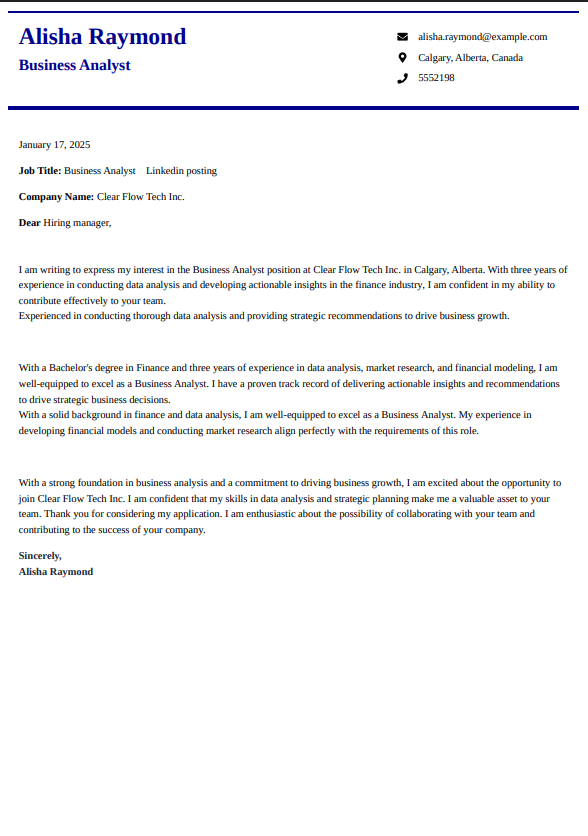 Alisha Raymond
Business Analyst
alisha.raymond@example.com
Calgary, Alberta, Canada
5552198
January 17, 2025
Job Title: Business Analyst Linkedin posting
Company Name: Clear Flow Tech Inc.
Dear Hiring manager,
I am writing to express my interest in the Business Analyst position at Clear Flow Tech Inc. in Calgary, Alberta. With three years of
experience in conducting data analysis and developing actionable insights in the finance industry, I am confident in my ability to
contribute effectively to your team.
Experienced in conducting thorough data analysis and providing strategic recommendations to drive business growth.
With a Bachelor's degree in Finance and three years of experience in data analysis, market research, and financial modeling, I am
well-equipped to excel as a Business Analyst. I have a proven track record of delivering actionable insights and recommendations
to drive strategic business decisions.
With a solid background in finance and data analysis, I am well-equipped to excel as a Business Analyst. My experience in
developing financial models and conducting market research align perfectly with the requirements of this role.
With a strong foundation in business analysis and a commitment to driving business growth, I am excited about the opportunity to
join Clear Flow Tech Inc. I am confident that my skills in data analysis and strategic planning make me a valuable asset to your
team. Thank you for considering my application. I am enthusiastic about the possibility of collaborating with your team and
contributing to the success of your company.
Sincerely,
Alisha Raymond